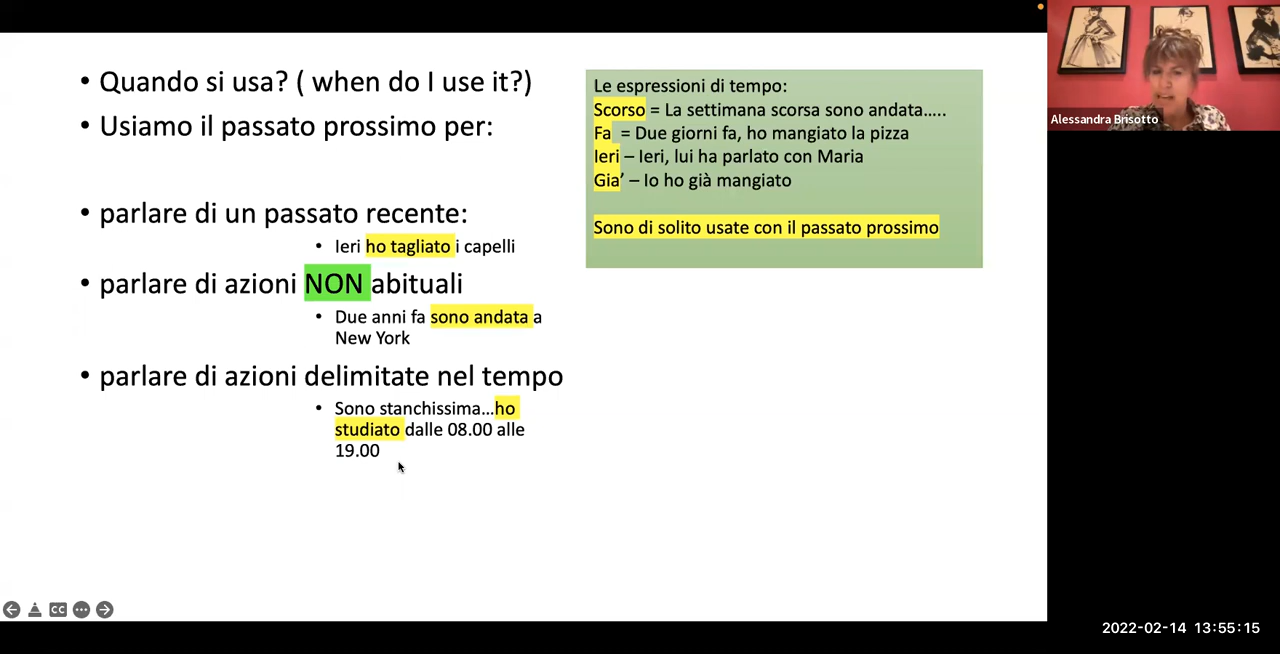 Quando si usa? ( when do I use it?)
Usiamo il passato prossimo per:
parlare di un passato recente:
Ieri ho tagliato i capelli
parlare di azioni NON abituali
Due anni fa sono andata a
New York
parlare di azioni delimitate nel tempo
Sono stanchissima...ho
studiato dalle 08.00 alle
19.00
Le espressioni di tempo:
Scorso = La settimana scorsa sono andata.....
Fa = Due giorni fa, ho mangiato la pizza
Ieri – Ieri, lui ha parlato con Maria
Gia’ – Io ho già mangiato
Sono di solito usate con il passato prossimo
Alessandra Brisotto
CC
2022-02-14 13:55:15